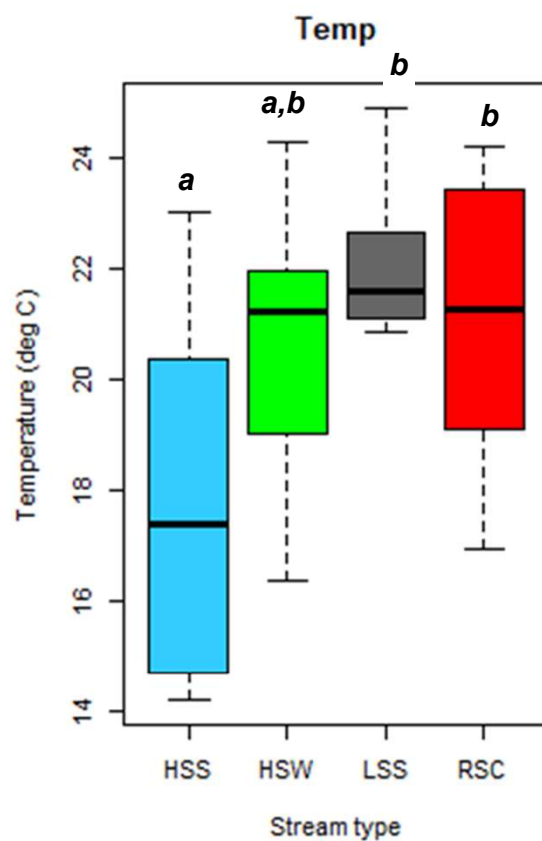 Temp
b
a,b
b
a
24
22
20
18
16
14
Temperature (deg C)
HSS HSW LSS RSC
Stream type